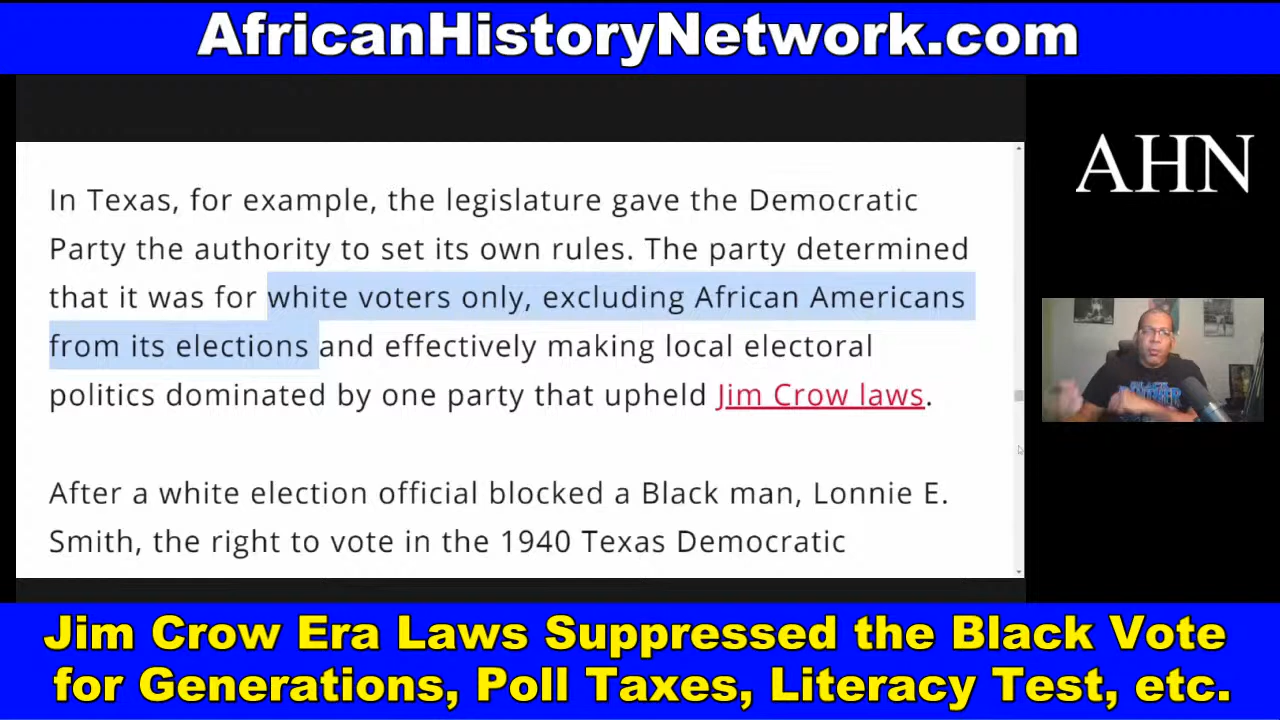 AfricanHistoryNetwork.com
AHN
In Texas, for example, the legislature gave the Democratic
Party the authority to set its own rules. The party determined
that it was for white voters only, excluding African Americans
from its elections and effectively making local electoral
politics dominated by one party that upheld Jim Crow laws.
After a white election official blocked a Black man, Lonnie E.
Smith, the right to vote in the 1940 Texas Democratic
Jim Crow Era Laws Suppressed the Black Vote
for Generations, Poll Taxes, Literacy Test, etc.